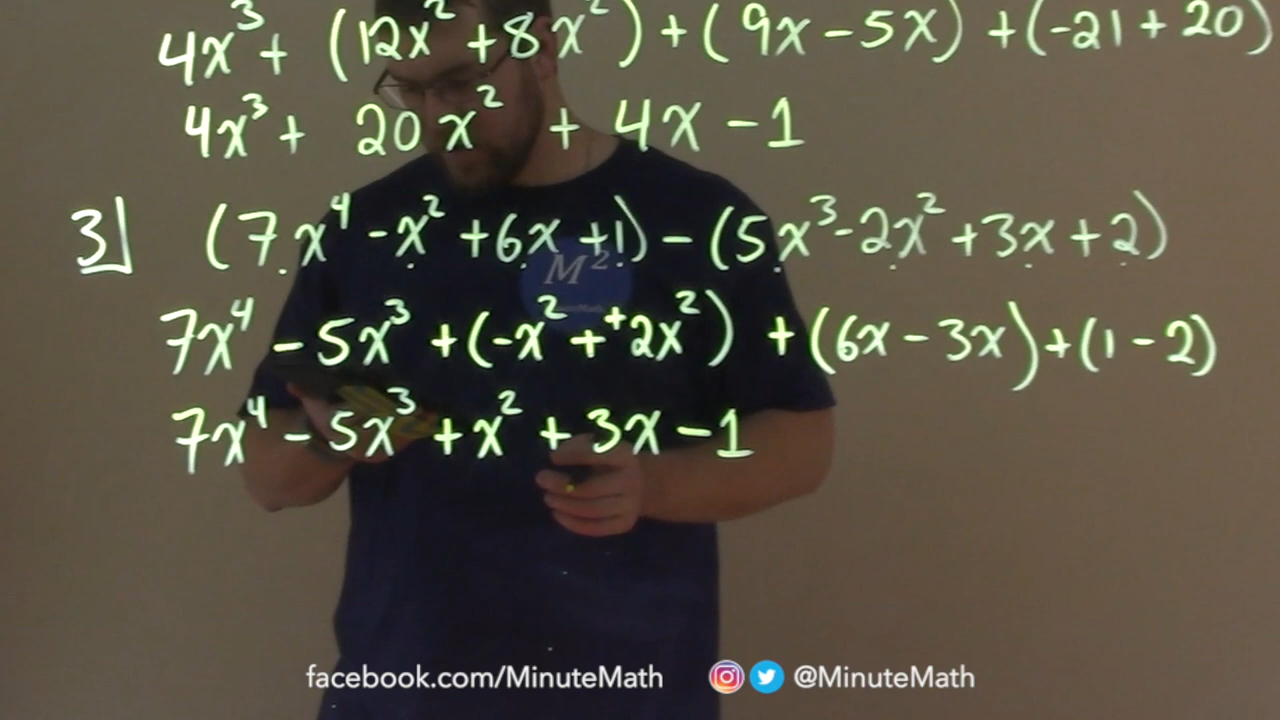 4x³ + (12x² + 8x²) + (9x - 5x) + (-21 + 20)
4x³ + 20x² + 4x - 1
3] (7x⁴ - x² + 6x + 1) - (5x³ - 2x² + 3x + 2)
M²
7x⁴ - 5x³ + (-x² + ⁺2x²) + (6x - 3x) + (1 - 2)
7x⁴ - 5x³ + x² + 3x - 1
facebook.com/MinuteMath @MinuteMath